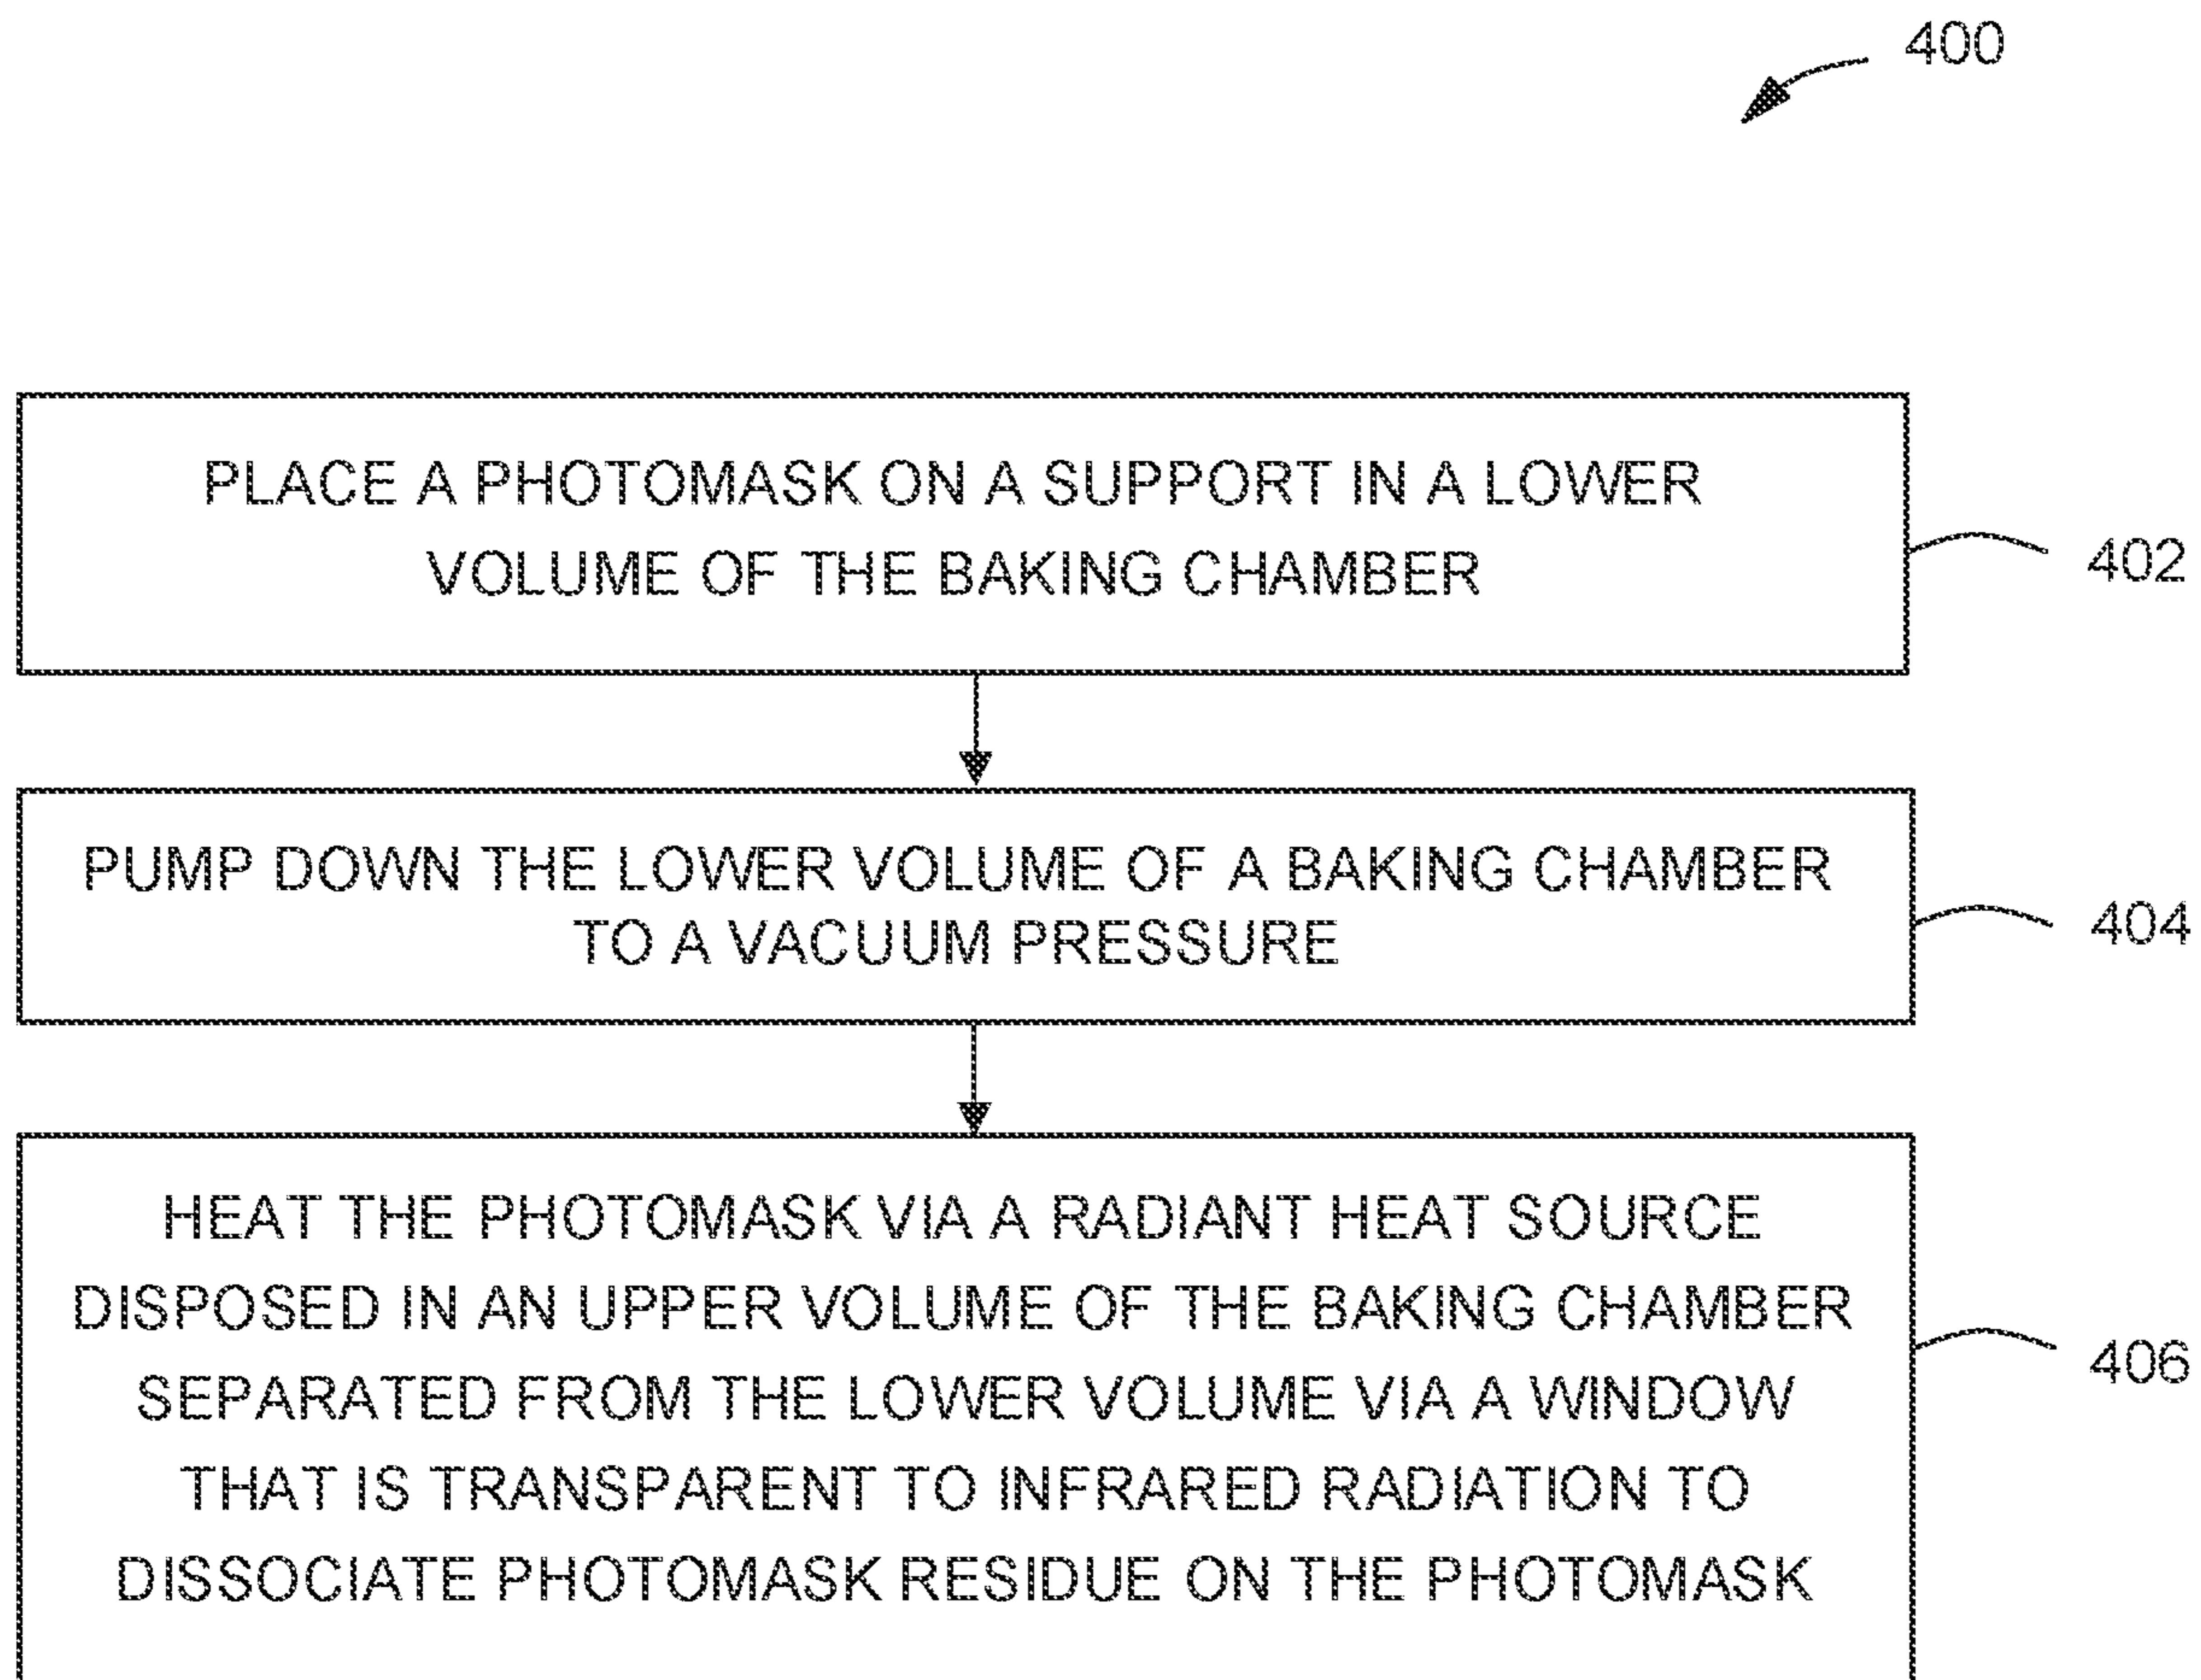 400
PLACE A PHOTOMASK ON A SUPPORT IN A LOWER
VOLUME OF THE BAKING CHAMBER
402
PUMP DOWN THE LOWER VOLUME OF A BAKING CHAMBER
TO A VACUUM PRESSURE
404
HEAT THE PHOTOMASK VIA A RADIANT HEAT SOURCE
DISPOSED IN AN UPPER VOLUME OF THE BAKING CHAMBER
SEPARATED FROM THE LOWER VOLUME VIA A WINDOW
THAT IS TRANSPARENT TO INFRARED RADIATION TO
DISSOCIATE PHOTOMASK RESIDUE ON THE PHOTOMASK
406